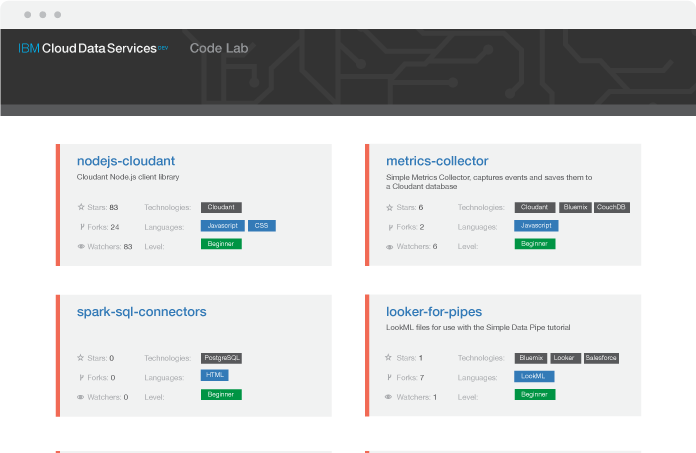 IBM Cloud Data Services DEV Code Lab
nodejs-cloudant
Cloudant Node.js client library
Stars: 83 Technologies: Cloudant
Forks: 24 Languages: Javascript CSS
Watchers: 83 Level: Beginner
metrics-collector
Simple Metrics Collector, captures events and saves them to
a Cloudant database
Stars: 6 Technologies: Cloudant Bluemix CouchDB
Forks: 2 Languages: Javascript
Watchers: 6 Level: Beginner
spark-sql-connectors
Stars: 0 Technologies: PostgreSQL
Forks: 0 Languages: HTML
Watchers: 0 Level: Beginner
looker-for-pipes
LookML files for use with the Simple Data Pipe tutorial
Stars: 1 Technologies: Bluemix Looker Salesforce
Forks: 7 Languages: LookML
Watchers: 1 Level: Beginner